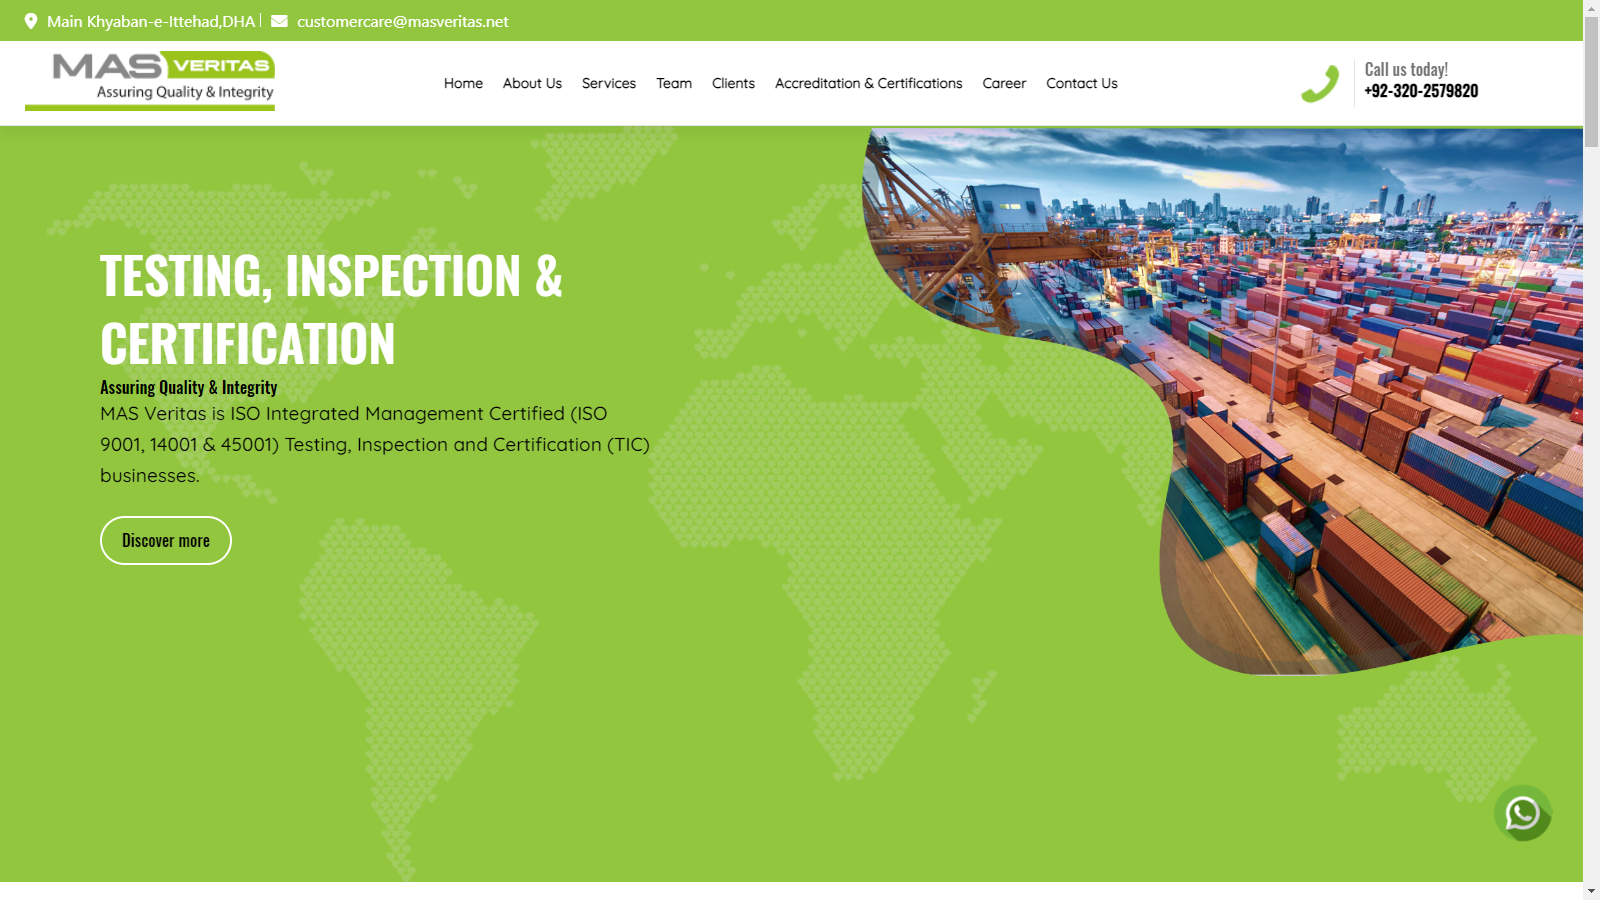 Main Khyaban-e-Ittehad,DHA
customercare@masveritas.net
MAS VERITAS
Assuring Quality & Integrity
Home About Us Services Team Clients Accreditation & Certifications Career Contact Us
Call us today!
+92-320-2579820
TESTING, INSPECTION &
CERTIFICATION
Assuring Quality & Integrity
MAS Veritas is ISO Integrated Management Certified (ISO
9001, 14001 & 45001) Testing, Inspection and Certification (TIC)
businesses.
Discover more